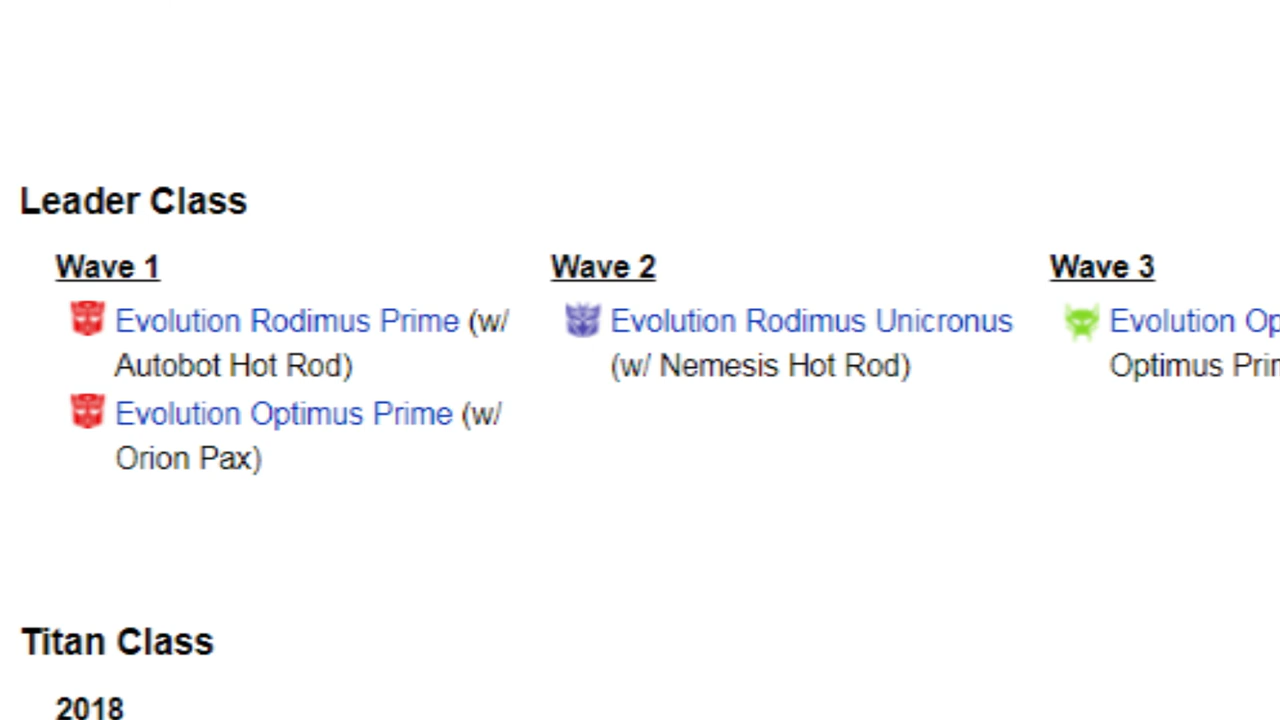 Leader Class
Wave 1
Evolution Rodimus Prime (w/
Autobot Hot Rod)
Evolution Optimus Prime (w/
Orion Pax)
Wave 2
Evolution Rodimus Unicronus
(w/ Nemesis Hot Rod)
Wave 3
Evolution
Optimus
Titan Class
2018